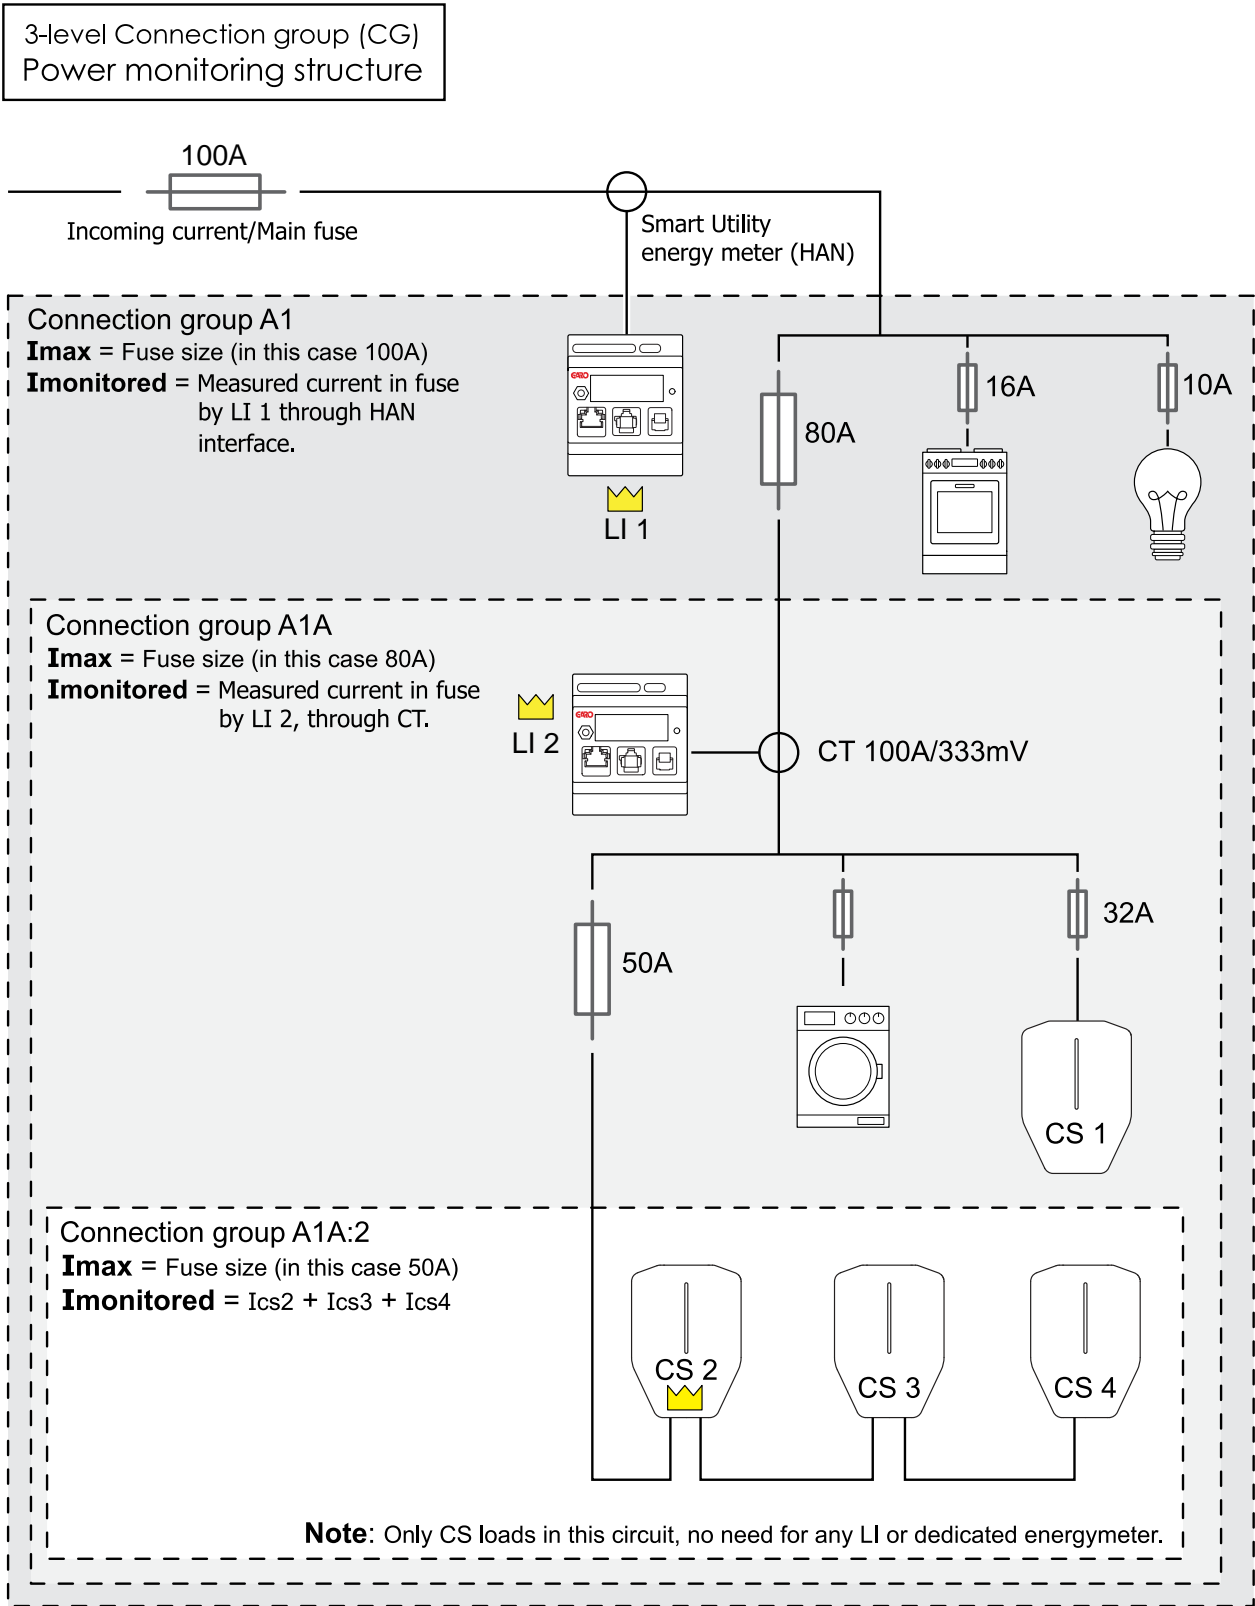 3-level Connection group (CG)
Power monitoring structure
100A
Incoming current/Main fuse
Smart Utility
energy meter (HAN)
Connection group A1
Imax = Fuse size (in this case 100A)
Imonitored = Measured current in fuse
by LI 1 through HAN
interface.
GARO
LI 1
80A
16A
10A
Connection group A1A
Imax = Fuse size (in this case 80A)
Imonitored = Measured current in fuse
by LI 2, through CT.
LI 2
GARO
CT 100A/333mV
50A
32A
CS 1
Connection group A1A:2
Imax = Fuse size (in this case 50A)
Imonitored = Ics2 + Ics3 + Ics4
CS 2
CS 3
CS 4
Note: Only CS loads in this circuit, no need for any LI or dedicated energymeter.